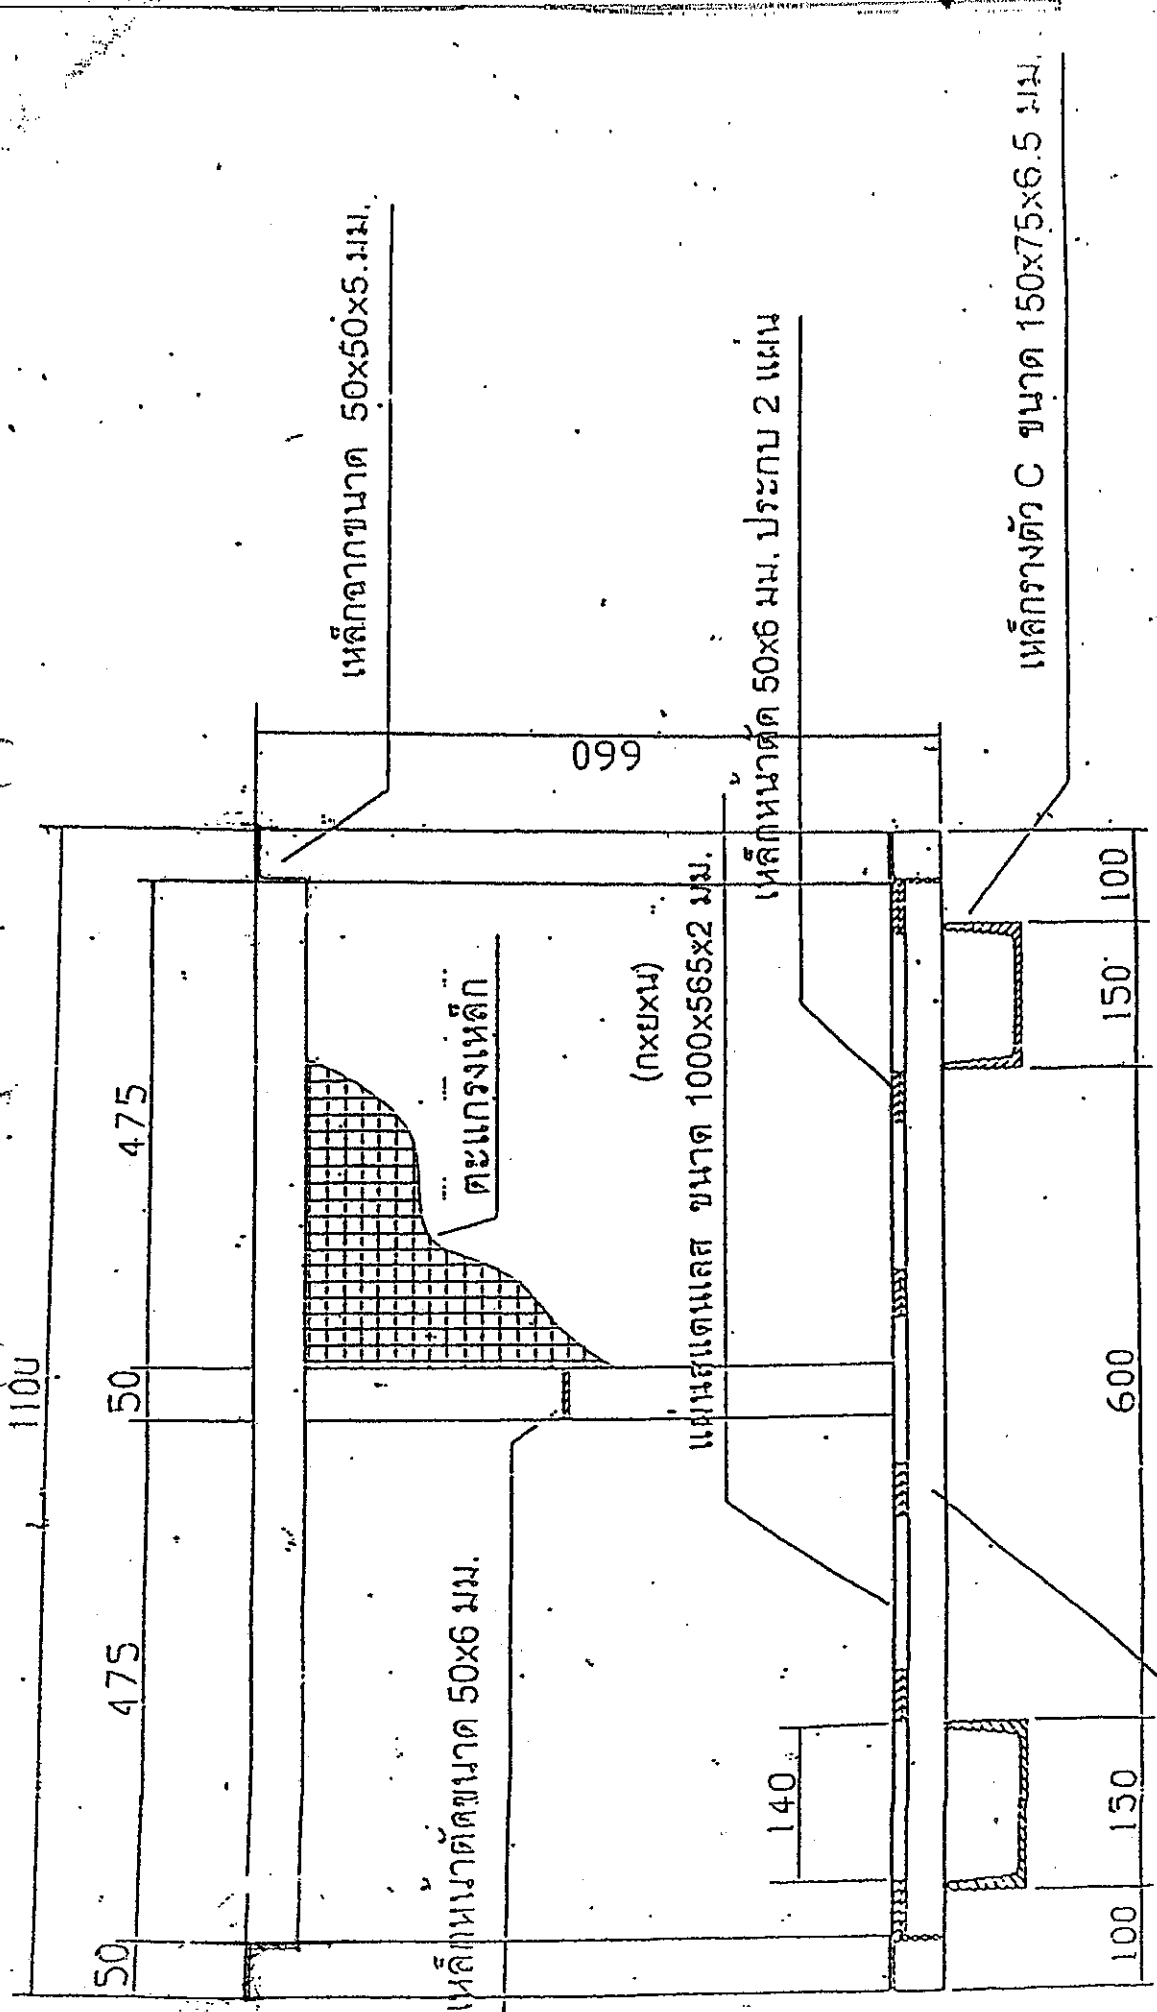 1100
50
475
50
475
เหล็กฉากขนาด 50x50x5.มม.
660
ตะแกรงเหล็ก
เหล็กหน้าตัดขนาด 50x6 มม.
(กxยxน)
แผ่นสแตนเลส ขนาด 1000x565x2 มม.
เหล็กหน้าตัด 50x6 มม. ประกบ 2 แผ่น
140
เหล็กรางตัว C ขนาด 150x75x6.5 มม.
100
150
600
150
100